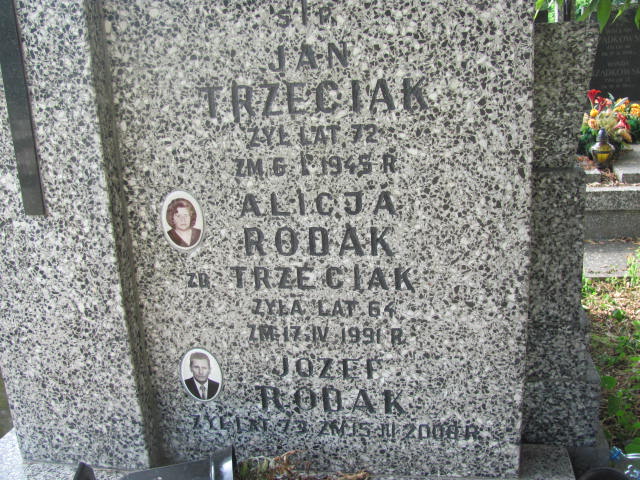 Ś.P.
JAN
TRZECIAK
ŻYŁ LAT 72
ZM. 6 I 1945 R.
ALICJA
RODAK
ZD. TRZECIAK
ŻYŁA LAT 64
ZM. 17. IV 1991 R.
JÓZEF
RODAK
ŻYŁ LAT 73 ZM. 15 III 2000 R.